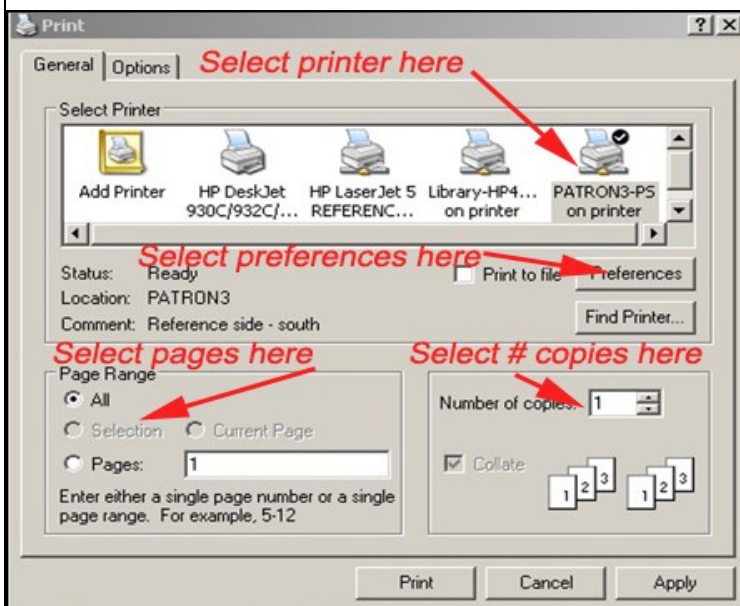 Print
General Options Select printer here
Select Printer
Add Printer HP DeskJet 930C/932C/... HP LaserJet 5 REFERENC... Library-HP4... on printer PATRON3-PS on printer
Select preferences here
Status: Ready Print to file Preferences
Location: PATRON3
Comment: Reference side - south Find Printer...
Select pages here Select # copies here
Page Range
All
Number of copies: 1
Selection Current Page
Pages: 1
Collate
1 2 3 1 2 3
Enter either a single page number or a single
page range. For example, 5-12
Print Cancel Apply